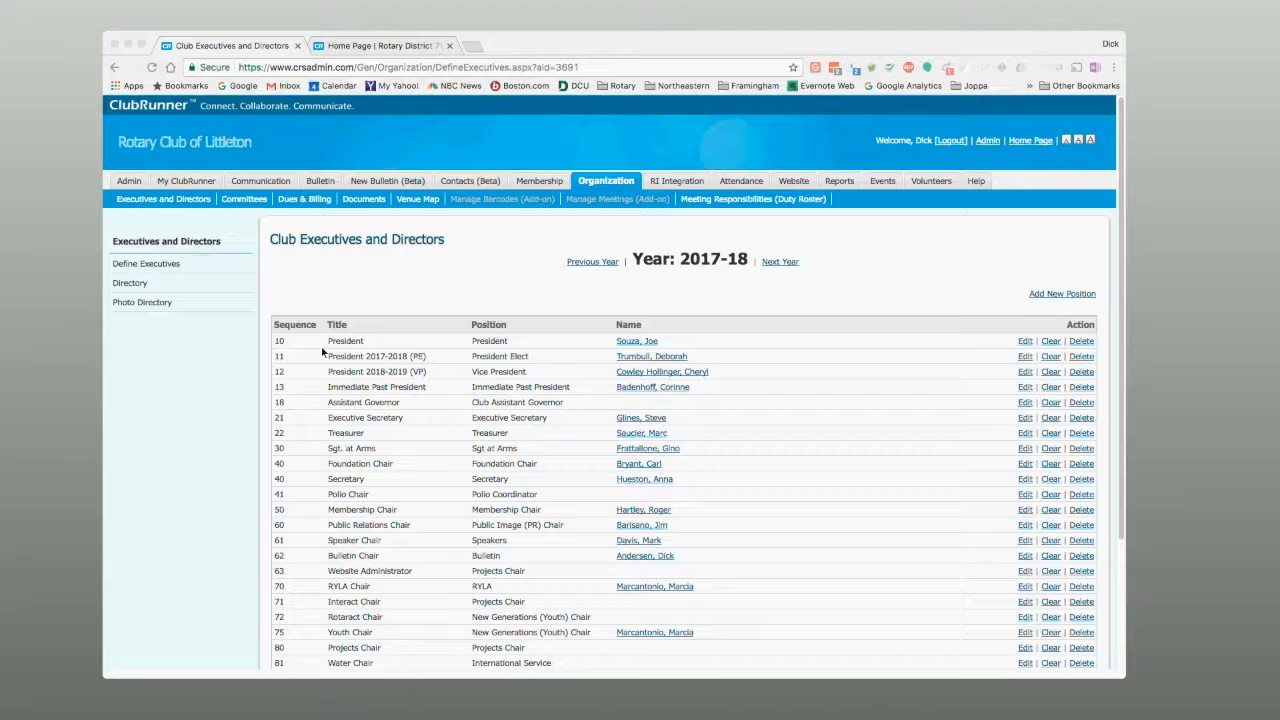 Club Executives and Directors
Home Page | Rotary District 7
Dick
Secure https://www.crsadmin.com/Gen/Organization/DefineExecutives.aspx?aid=3691
Apps Bookmarks Google Inbox Calendar My Yahoo! NBC News Boston.com DCU Rotary Northeastern Framingham Evernote Web Google Analytics Joppa » Other Bookmarks
ClubRunner™ Connect. Collaborate. Communicate.
Rotary Club of Littleton
Welcome, Dick [Logout] | Admin | Home Page | A A A
Admin My ClubRunner Communication Bulletin New Bulletin (Beta) Contacts (Beta) Membership Organization RI Integration Attendance Website Reports Events Volunteers Help
Executives and Directors | Committees | Dues & Billing | Documents | Venue Map | Manage Barcodes (Add-on) | Manage Meetings (Add-on) | Meeting Responsibilities (Duty Roster) |
Executives and Directors
Define Executives
Directory
Photo Directory
Club Executives and Directors
Previous Year | Year: 2017-18 | Next Year
Add New Position
Sequence Title Position Name Action
10 President President Souza, Joe Edit | Clear | Delete
11 President 2017-2018 (PE) President Elect Trumbull, Deborah Edit | Clear | Delete
12 President 2018-2019 (VP) Vice President Cowley Hollinger, Cheryl Edit | Clear | Delete
13 Immediate Past President Immediate Past President Badenhoff, Corinne Edit | Clear | Delete
18 Assistant Governor Club Assistant Governor Edit | Clear | Delete
21 Executive Secretary Executive Secretary Glines, Steve Edit | Clear | Delete
22 Treasurer Treasurer Saucier, Marc Edit | Clear | Delete
30 Sgt. at Arms Sgt at Arms Frattallone, Gino Edit | Clear | Delete
40 Foundation Chair Foundation Chair Bryant, Carl Edit | Clear | Delete
40 Secretary Secretary Hueston, Anna Edit | Clear | Delete
41 Polio Chair Polio Coordinator Edit | Clear | Delete
50 Membership Chair Membership Chair Hartley, Roger Edit | Clear | Delete
60 Public Relations Chair Public Image (PR) Chair Barisano, Jim Edit | Clear | Delete
61 Speaker Chair Speakers Davis, Mark Edit | Clear | Delete
62 Bulletin Chair Bulletin Andersen, Dick Edit | Clear | Delete
63 Website Administrator Projects Chair Edit | Clear | Delete
70 RYLA Chair RYLA Marcantonio, Marcia Edit | Clear | Delete
71 Interact Chair Projects Chair Edit | Clear | Delete
72 Rotaract Chair New Generations (Youth) Chair Edit | Clear | Delete
75 Youth Chair New Generations (Youth) Chair Marcantonio, Marcia Edit | Clear | Delete
80 Projects Chair Projects Chair Edit | Clear | Delete
81 Water Chair International Service Edit | Clear | Delete